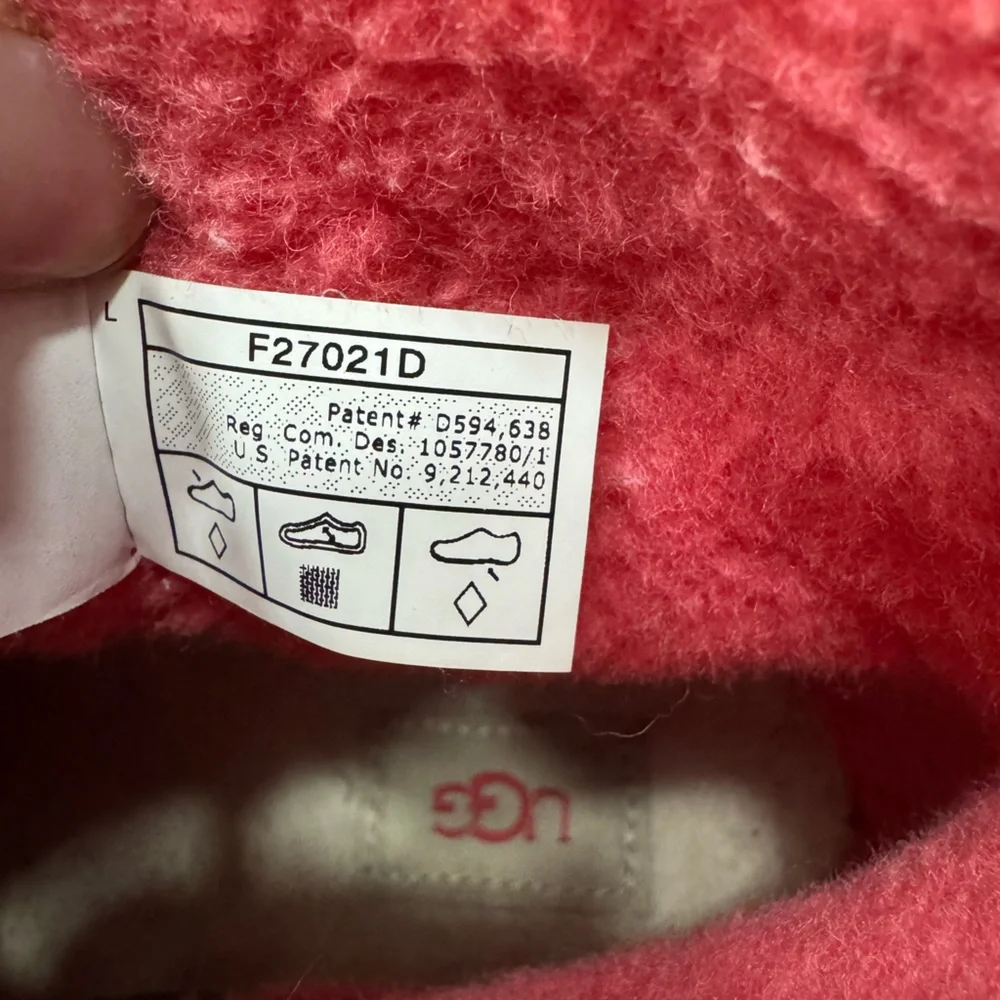 L
F27021D
Patent# D594,638
Reg. Com. Des. 1057780/1
U.S. Patent No. 9,212,440
UGG